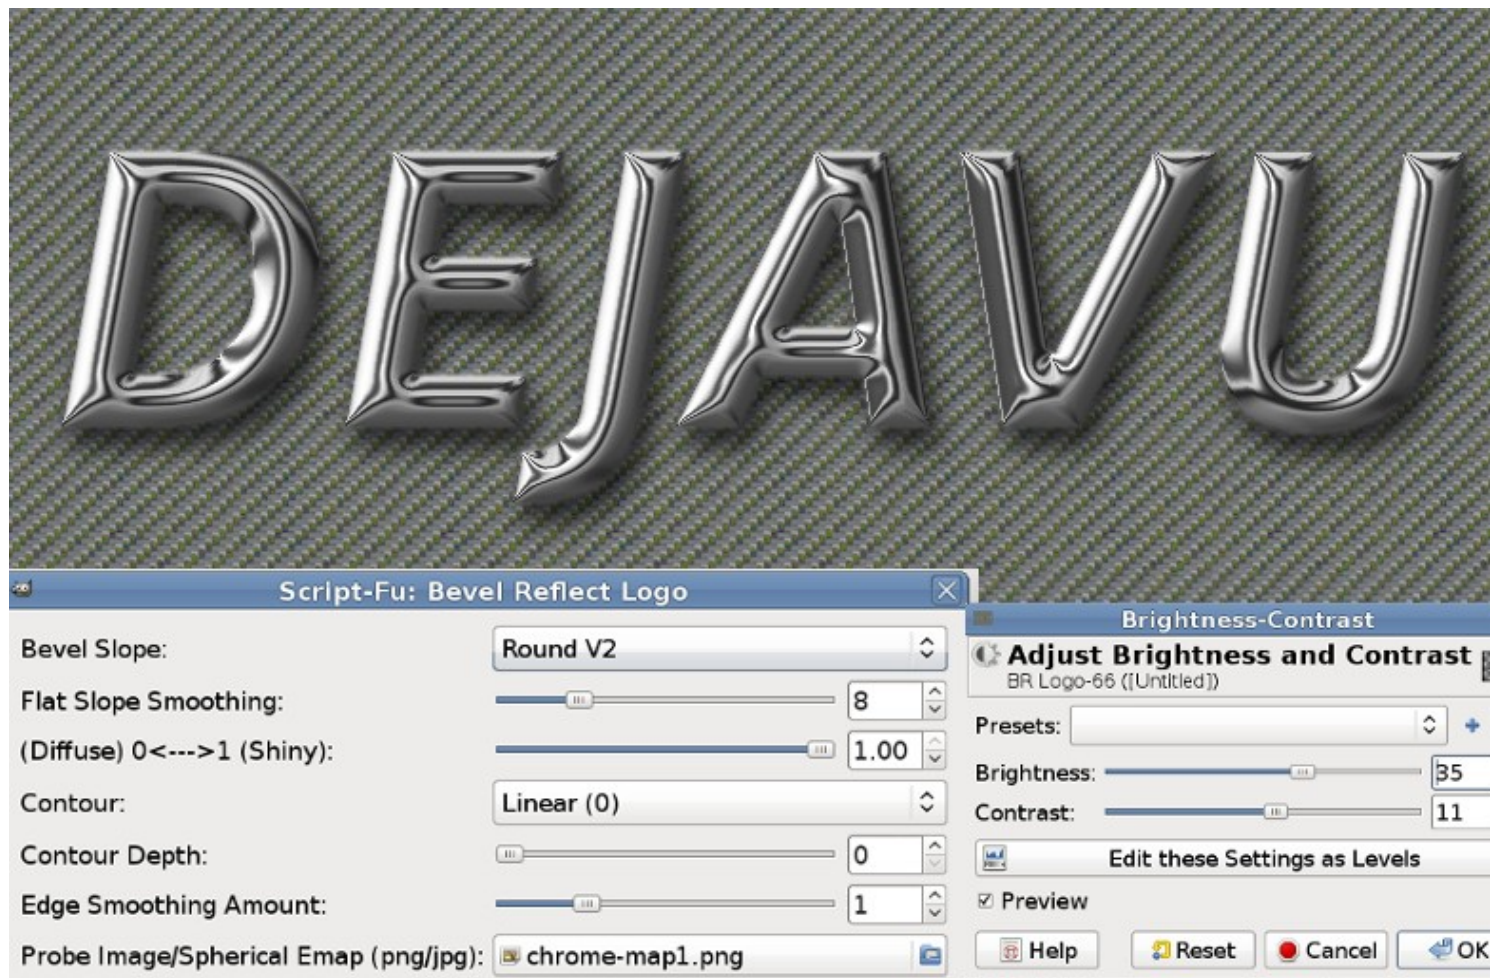 DEJAVU
Script-Fu: Bevel Reflect Logo
Bevel Slope: Round V2
Flat Slope Smoothing: 8
(Diffuse) 0<--->1 (Shiny): 1.00
Contour: Linear (0)
Contour Depth: 0
Edge Smoothing Amount: 1
Probe Image/Spherical Emap (png/jpg): chrome-map1.png
Brightness-Contrast
Adjust Brightness and Contrast
BR Logo-66 ([Untitled])
Presets:
Brightness: 35
Contrast: 11
Edit these Settings as Levels
Preview
Help Reset Cancel OK